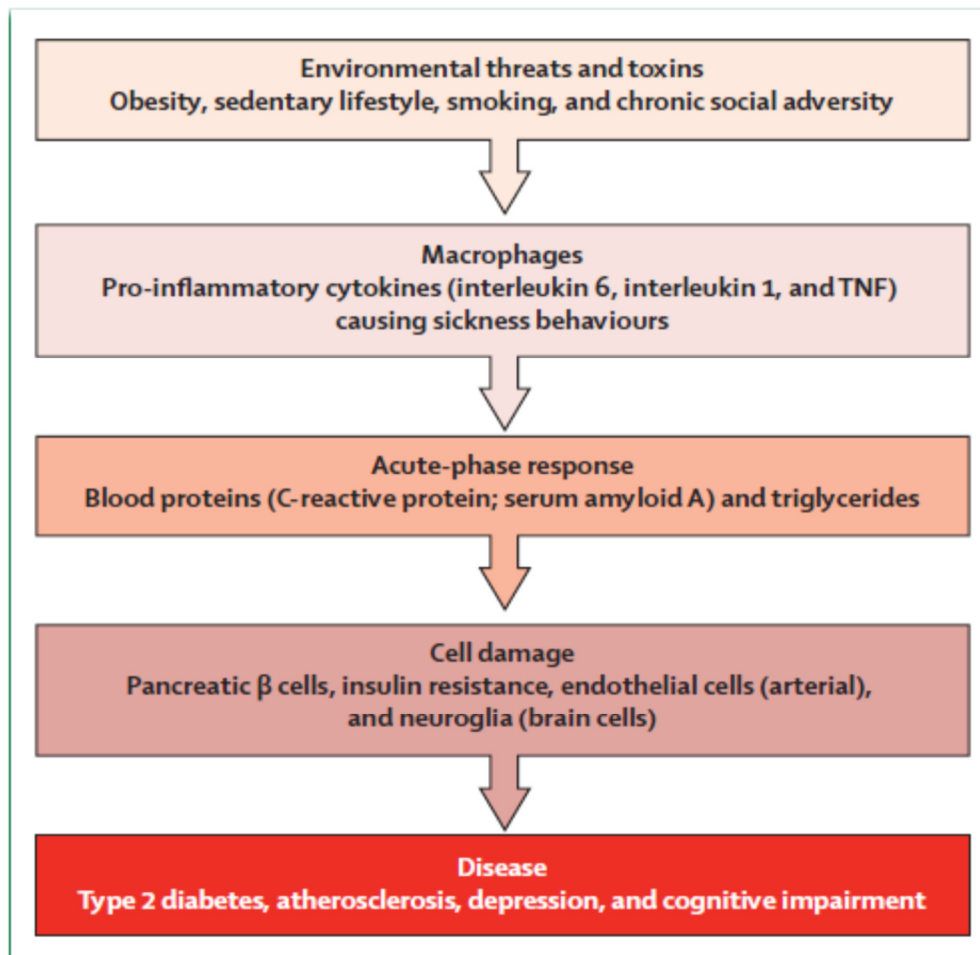 Environmental threats and toxins
Obesity, sedentary lifestyle, smoking, and chronic social adversity
Macrophages
Pro-inflammatory cytokines (interleukin 6, interleukin 1, and TNF)
causing sickness behaviours
Acute-phase response
Blood proteins (C-reactive protein; serum amyloid A) and triglycerides
Cell damage
Pancreatic β cells, insulin resistance, endothelial cells (arterial),
and neuroglia (brain cells)
Disease
Type 2 diabetes, atherosclerosis, depression, and cognitive impairment